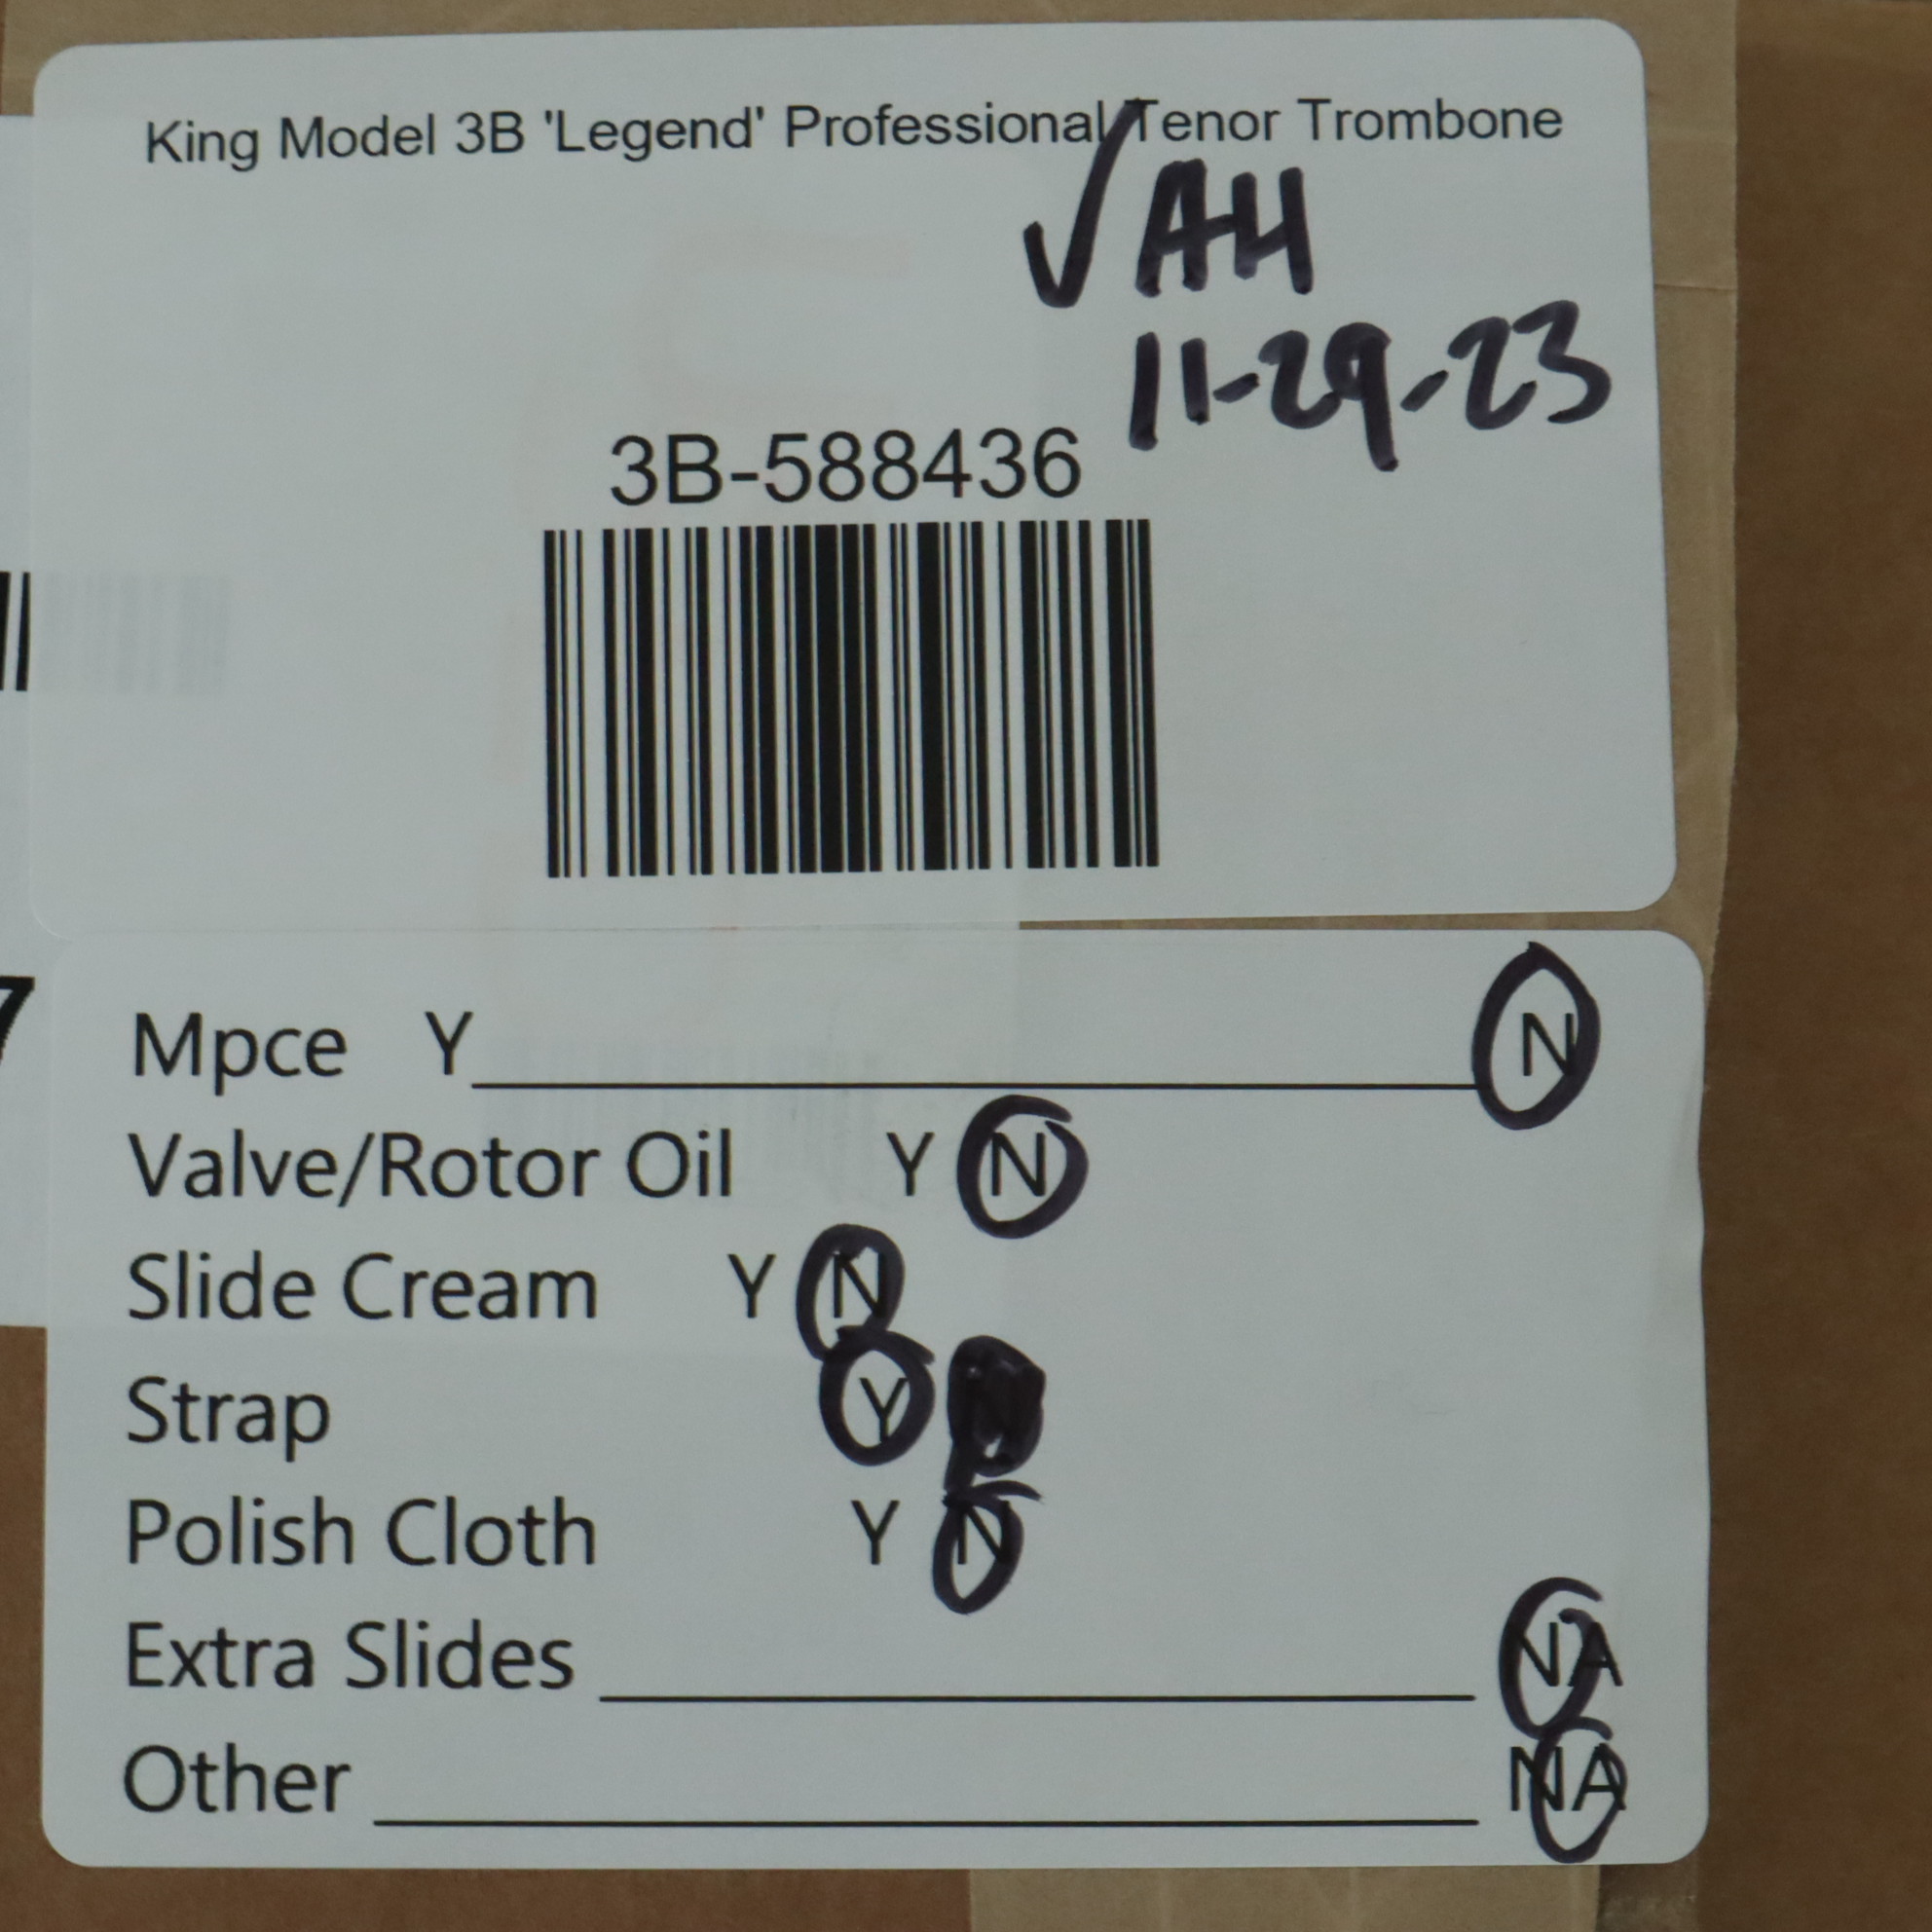 King Model 3B 'Legend' Professional Tenor Trombone
√ AH
11-29-23
3B-588436
7
Mpce Y N
Valve/Rotor Oil Y N
Slide Cream Y N
Strap Y N
Polish Cloth Y N
Extra Slides NA
Other NA